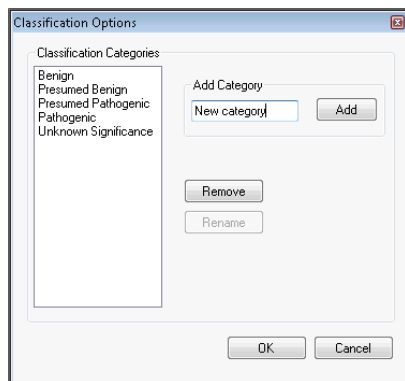 Classification Options
Classification Categories
Benign
Presumed Benign
Presumed Pathogenic
Pathogenic
Unknown Significance
Add Category
New category
Add
Remove
Rename
OK
Cancel